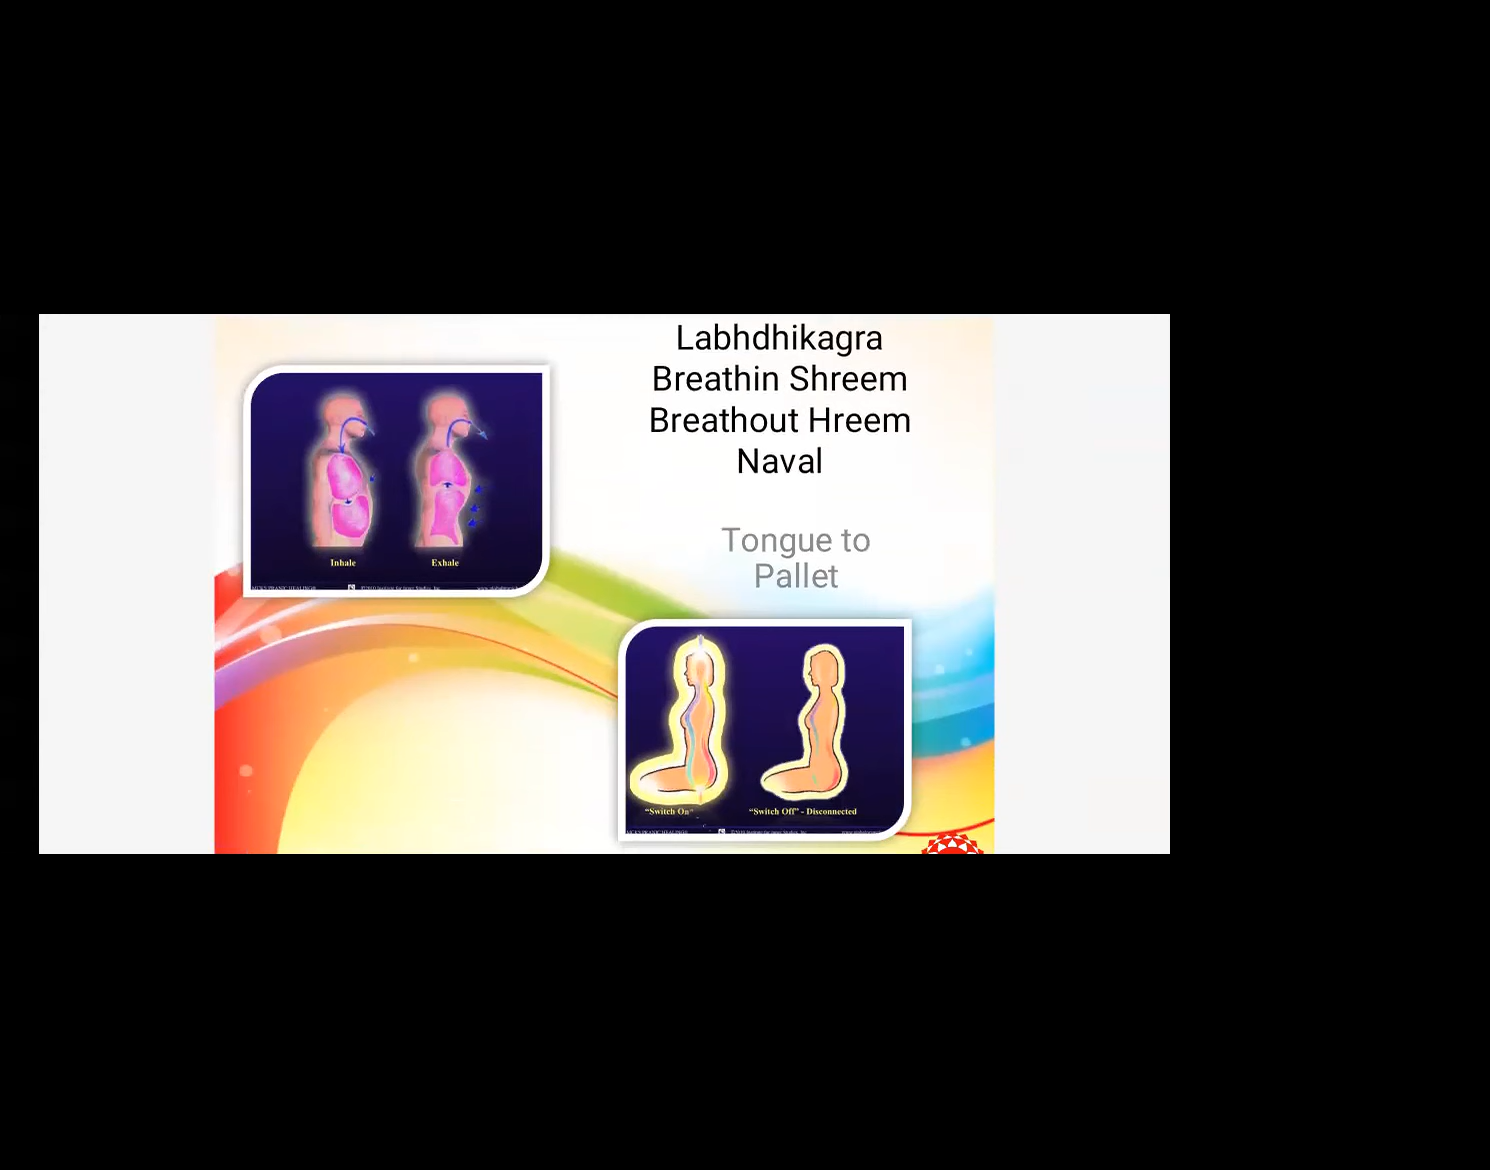 Labhdhikagra
Breathin Shreem
Breathout Hreem
Naval
Inhale Exhale
Tongue to
Pallet
"Switch On" "Switch Off" - Disconnected